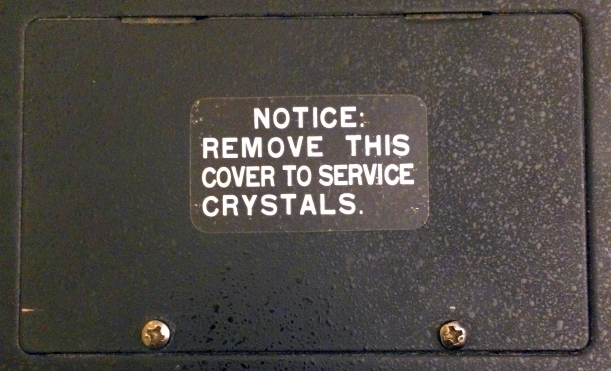 NOTICE:
REMOVE THIS
COVER TO SERVICE
CRYSTALS.